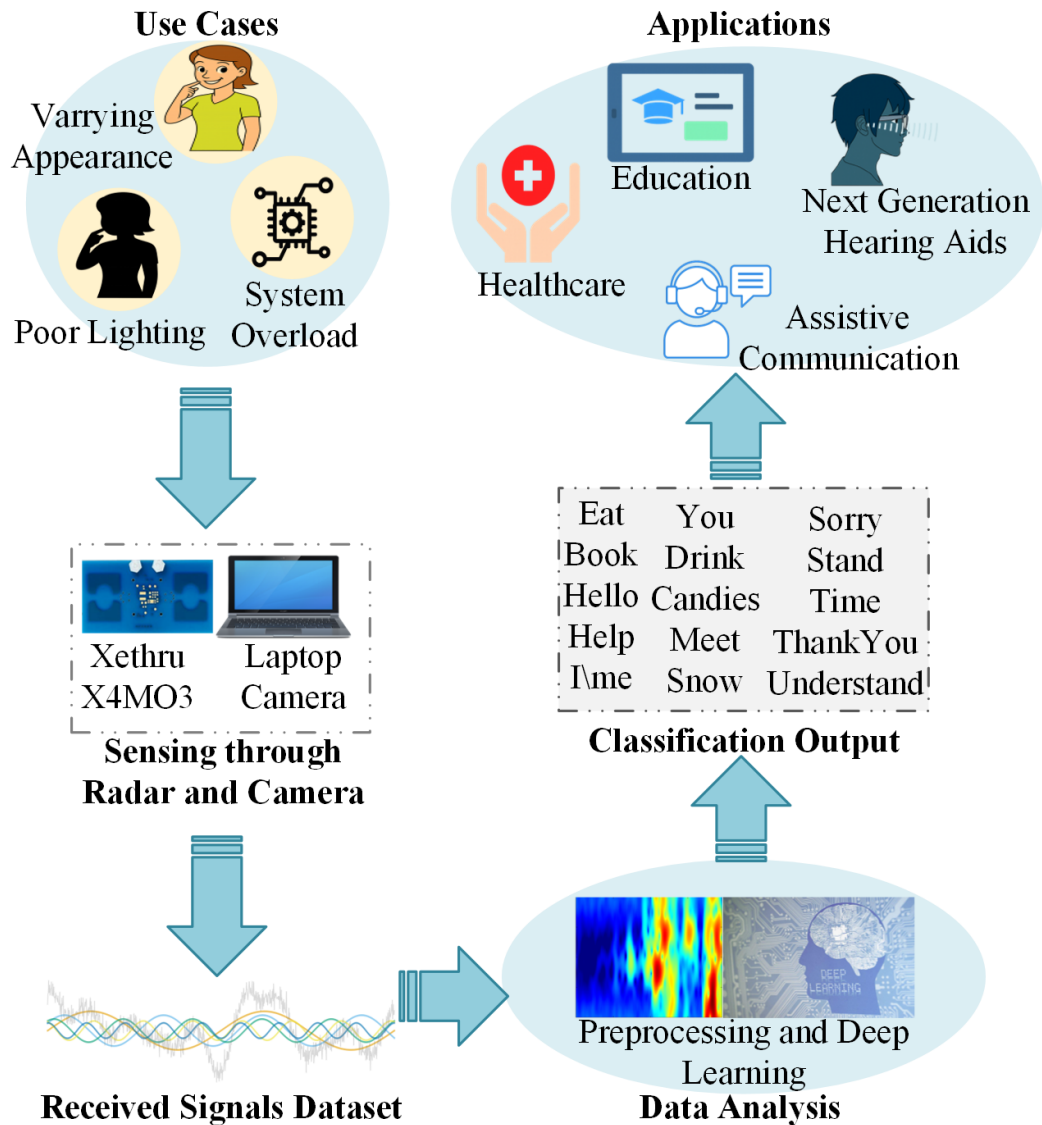 Use Cases
Varrying
Appearance
Poor Lighting
System
Overload
Applications
Education
Healthcare
Next Generation
Hearing Aids
Assistive
Communication
Xethru
X4MO3
Laptop
Camera
Sensing through
Radar and Camera
Received Signals Dataset
DEEP
LEARNING
Preprocessing and Deep
Learning
Data Analysis
Eat
Book
Hello
Help
I\me
You
Drink
Candies
Meet
Snow
Sorry
Stand
Time
ThankYou
Understand
Classification Output